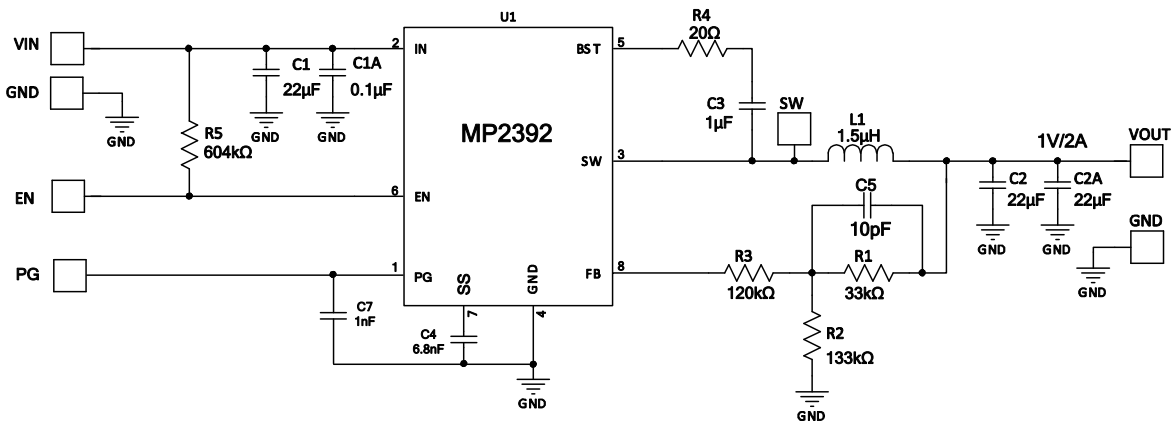 U1
MP2392
VIN
2
IN
GND
GND
R5
604kΩ
C1
22µF
GND
C1A
0.1µF
GND
EN
6
EN
PG
1
PG
C7
1nF
SS
7
C4
6.8nF
GND
4
GND
BST
5
R4
20Ω
C3
1µF
SW
SW
3
L1
1.5µH
1V/2A
VOUT
C2
22µF
GND
C2A
22µF
GND
GND
GND
C5
10pF
FB
8
R3
120kΩ
R1
33kΩ
R2
133kΩ
GND